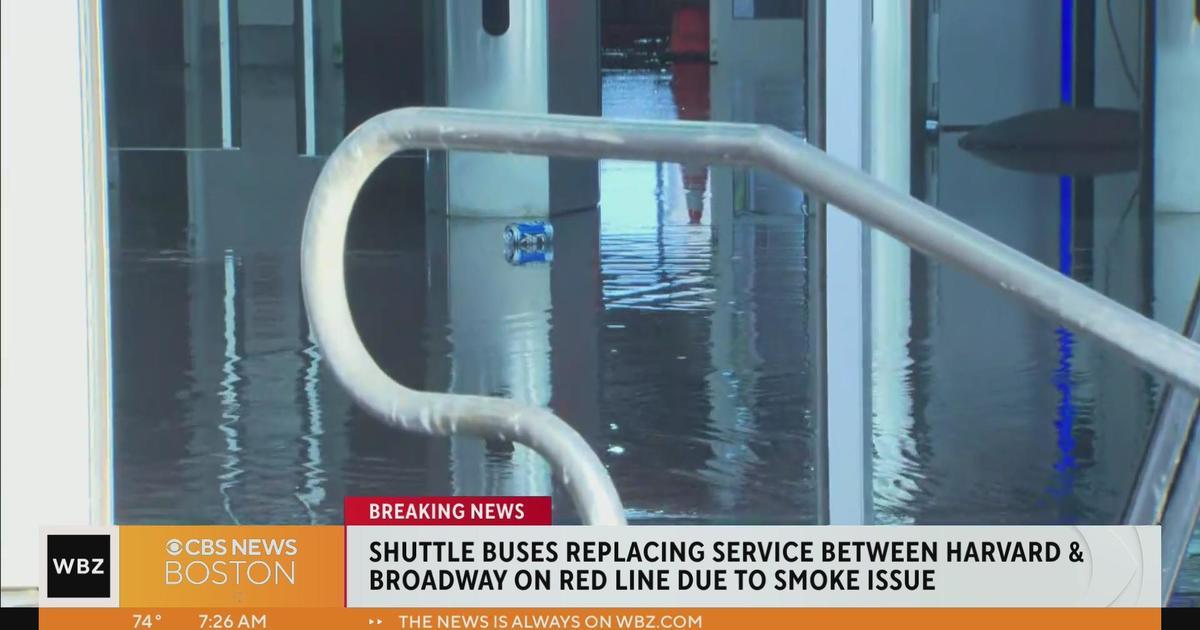 BREAKING NEWS
WBZ
CBS NEWS
BOSTON
SHUTTLE BUSES REPLACING SERVICE BETWEEN HARVARD &
BROADWAY ON RED LINE DUE TO SMOKE ISSUE
74° 7:26 AM THE NEWS IS ALWAYS ON WBZ.COM